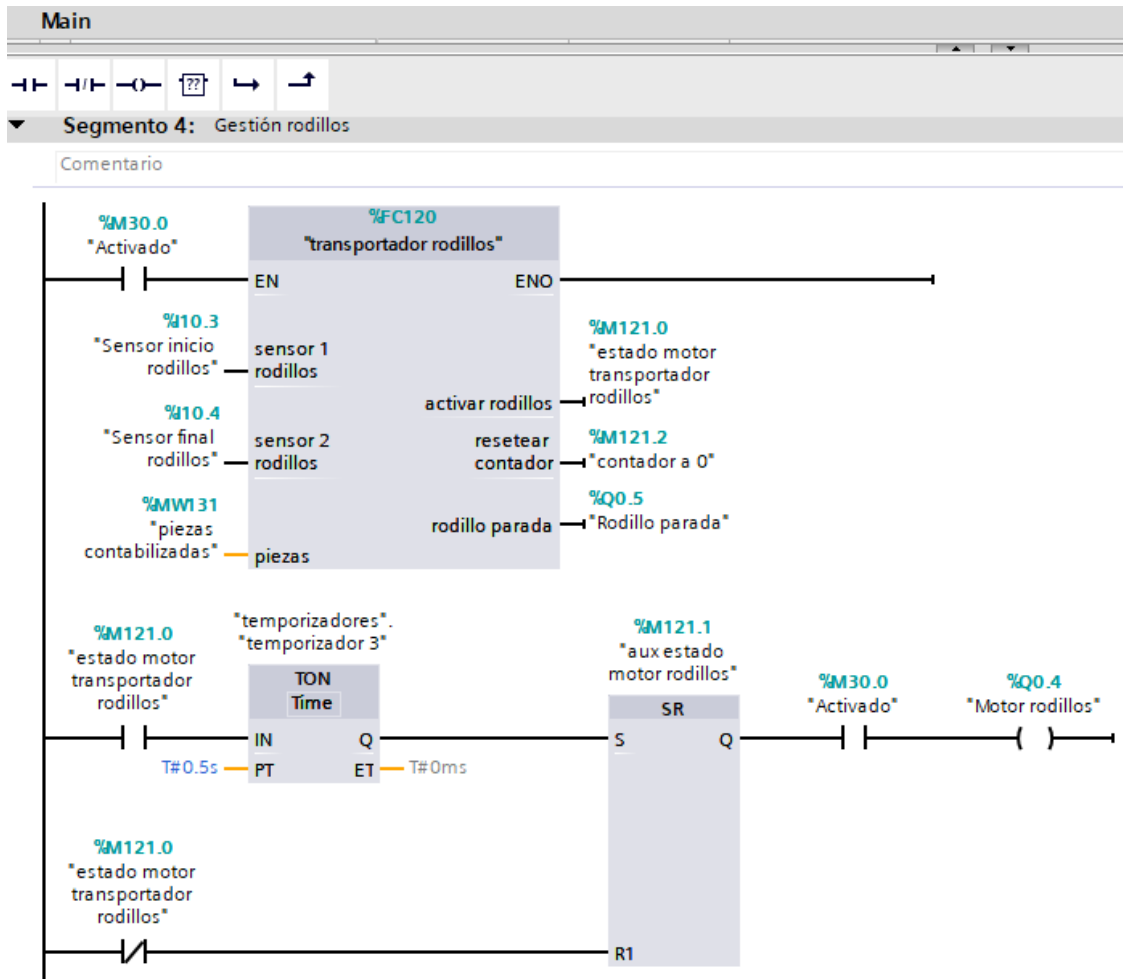 Main
??
Segmento 4: Gestión rodillos
Comentario
%M30.0
"Activado"
%FC120
"transportador rodillos"
EN
ENO
%I10.3
"Sensor inicio
rodillos"
sensor 1
rodillos
%M121.0
"estado motor
transportador
rodillos"
activar rodillos
%I10.4
"Sensor final
rodillos"
sensor 2
rodillos
resetear
contador
%M121.2
"contador a 0"
%MW131
"piezas
contabilizadas"
piezas
rodillo parada
%Q0.5
"Rodillo parada"
%M121.0
"estado motor
transportador
rodillos"
"temporizadores".
"temporizador 3"
TON
Time
IN
Q
T#0.5s
PT
ET
T#0ms
%M121.1
"aux estado
motor rodillos"
SR
S
Q
%M30.0
"Activado"
%Q0.4
"Motor rodillos"
%M121.0
"estado motor
transportador
rodillos"
R1